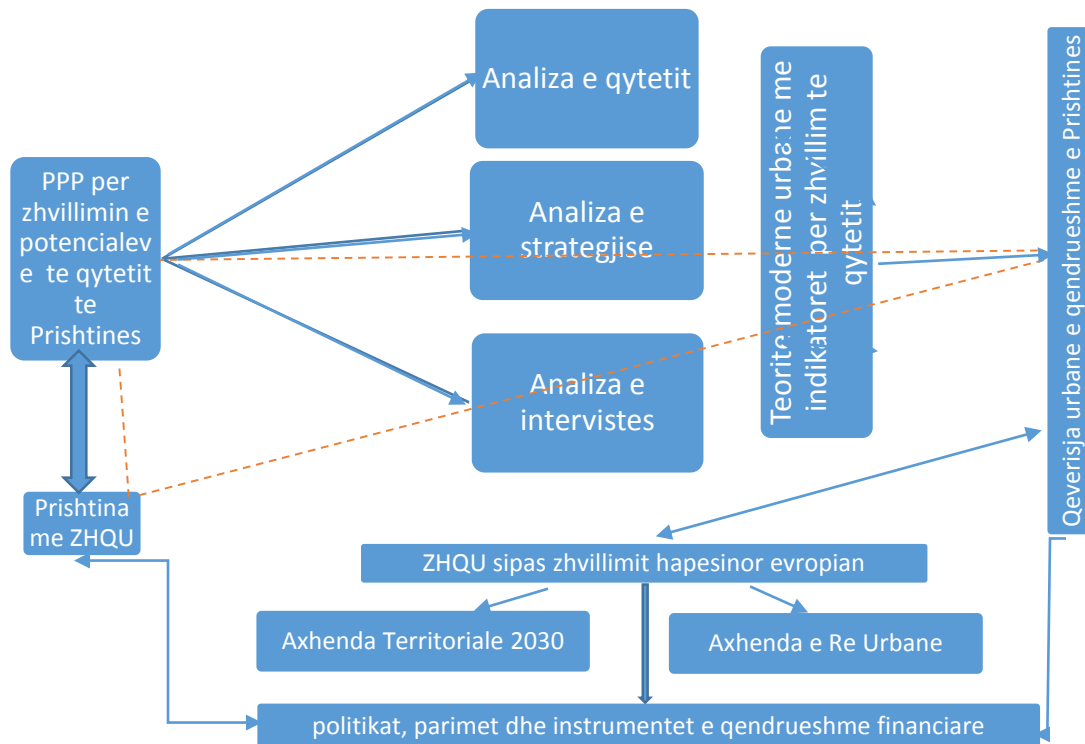 PPP per
zhvillimin e
potencialev
e te qytetit
te
Prishtines
Analiza e qytetit
Analiza e
strategjise
Analiza e
intervistes
Teorite moderne urbane me
indikatoret per zhvillim te
qytetit
Qeverisja urbane e qendrueshme e Prishtines
Prishtina
me ZHQU
ZHQU sipas zhvillimit hapesinor evropian
Axhenda Territoriale 2030
Axhenda e Re Urbane
politikat, parimet dhe instrumentet e qendrueshme financiare